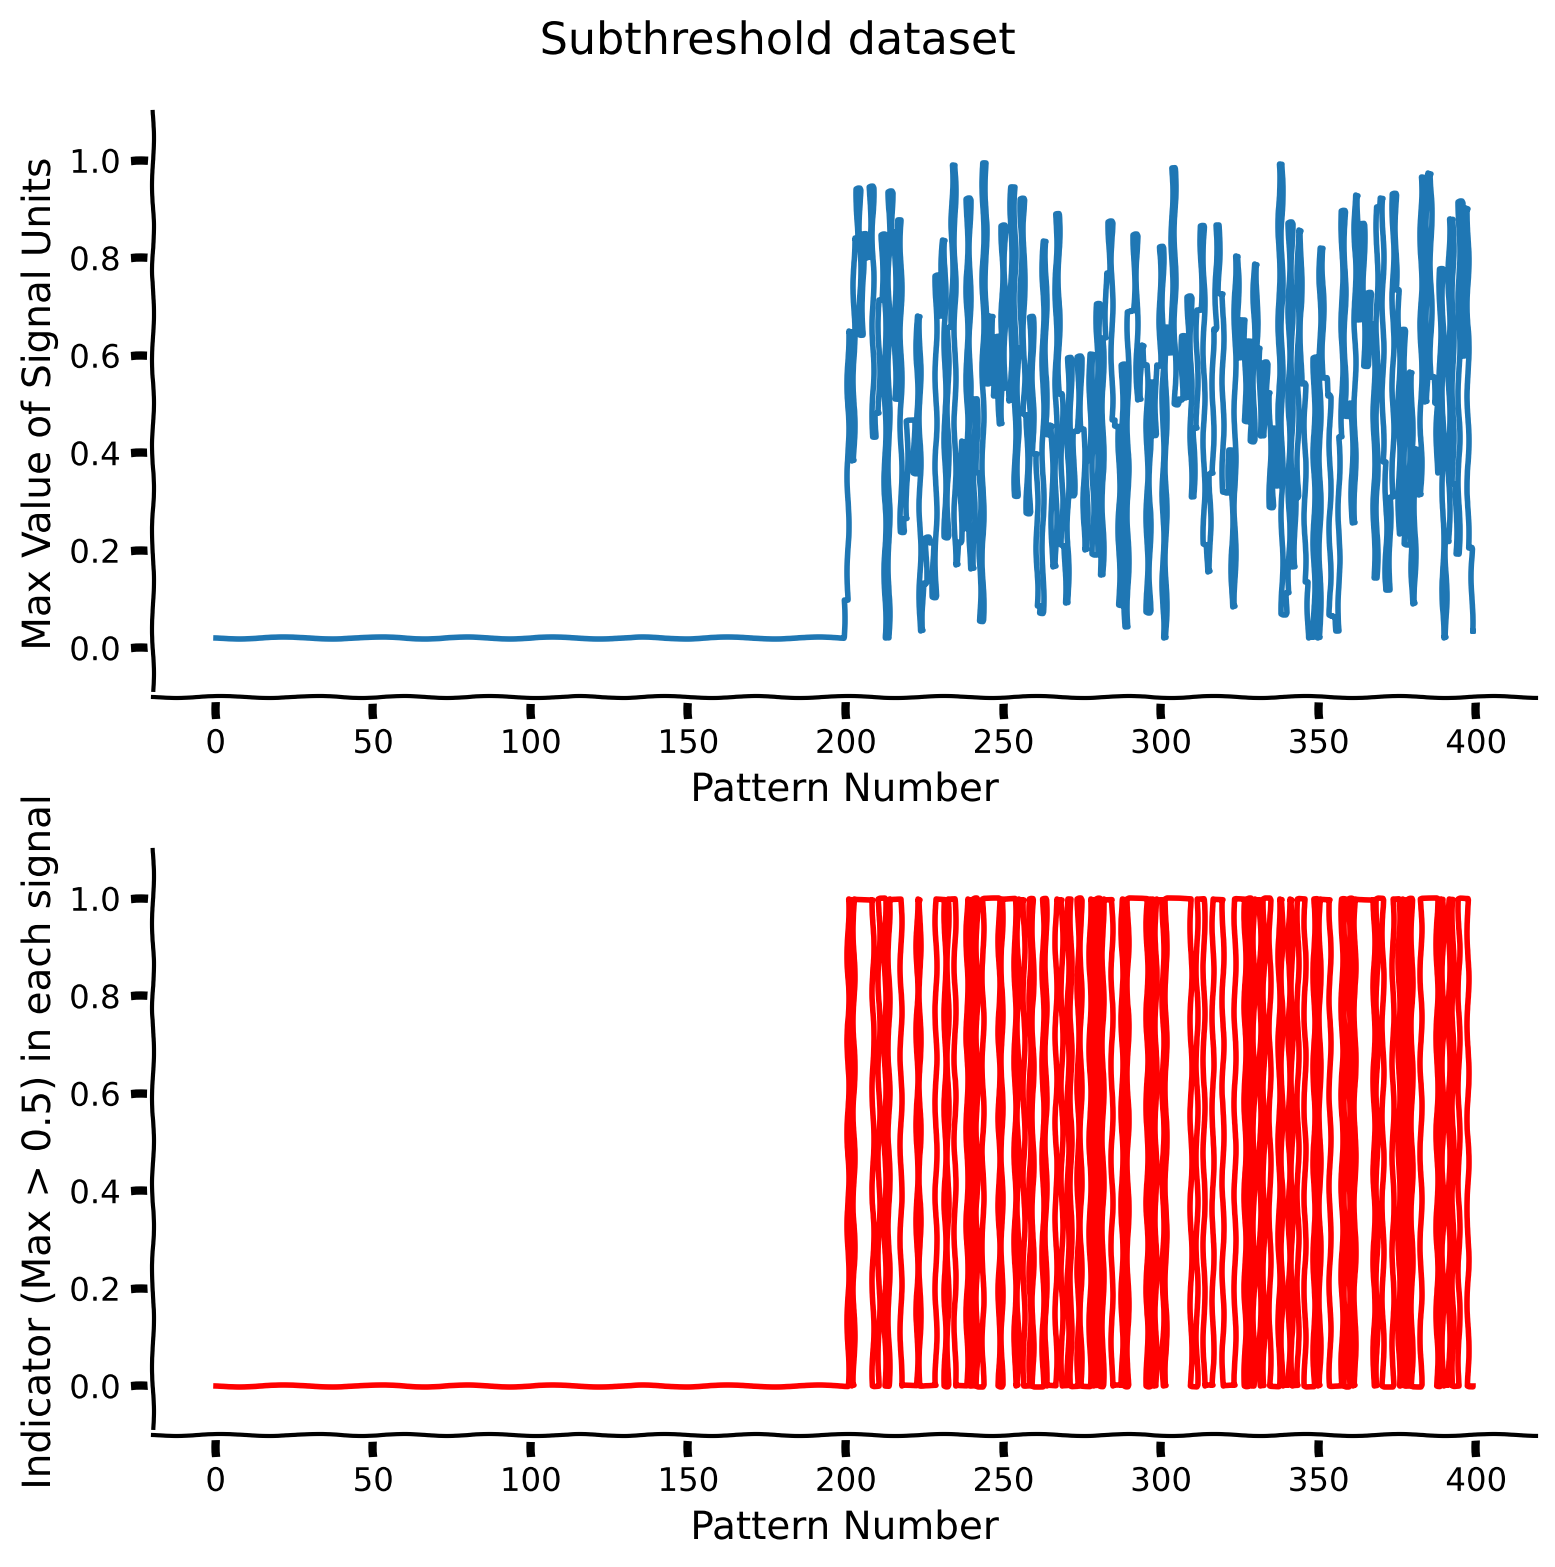 Subthreshold dataset
Max Value of Signal Units
1.0
0.8
0.6
0.4
0.2
0.0
0 50 100 150 200 250 300 350 400
Pattern Number
Indicator (Max > 0.5) in each signal
1.0
0.8
0.6
0.4
0.2
0.0
0 50 100 150 200 250 300 350 400
Pattern Number